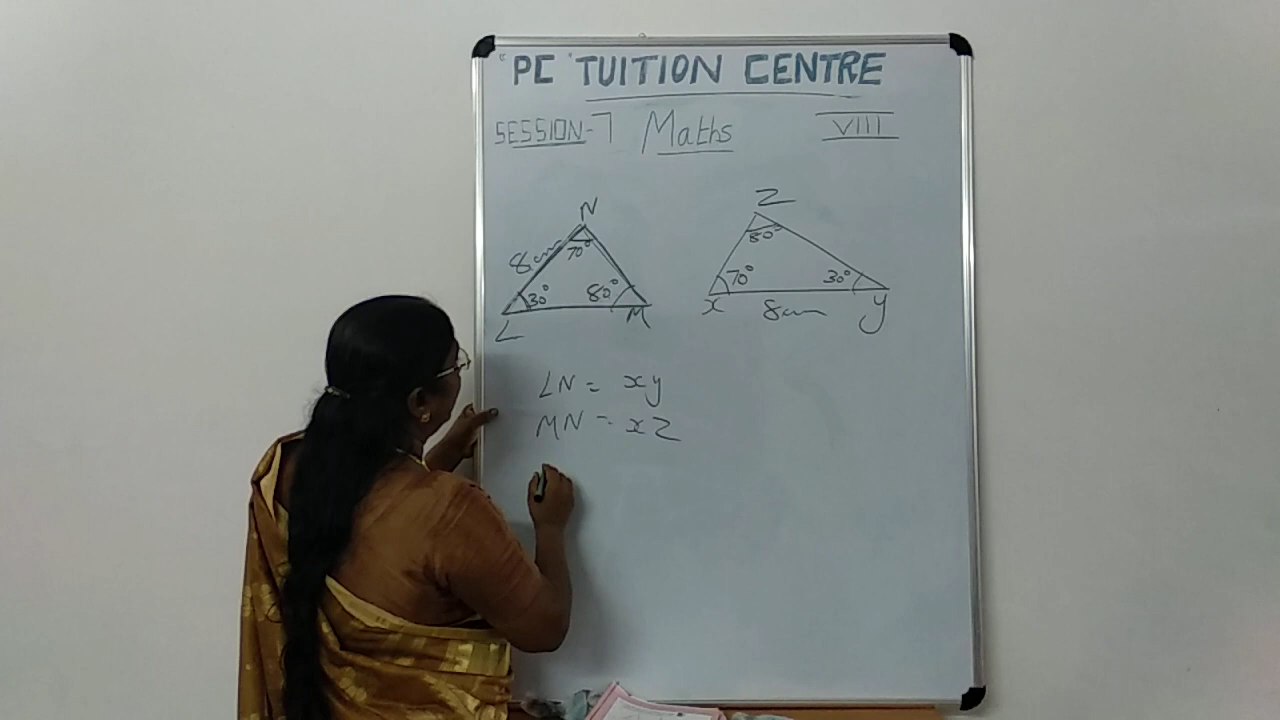 "PC" TUITION CENTRE
SESSION-7 Maths VIII
N
8cm
70°
30°
80°
L
M
Z
80°
70°
30°
x
8cm
y
LN = xy
MN = xZ